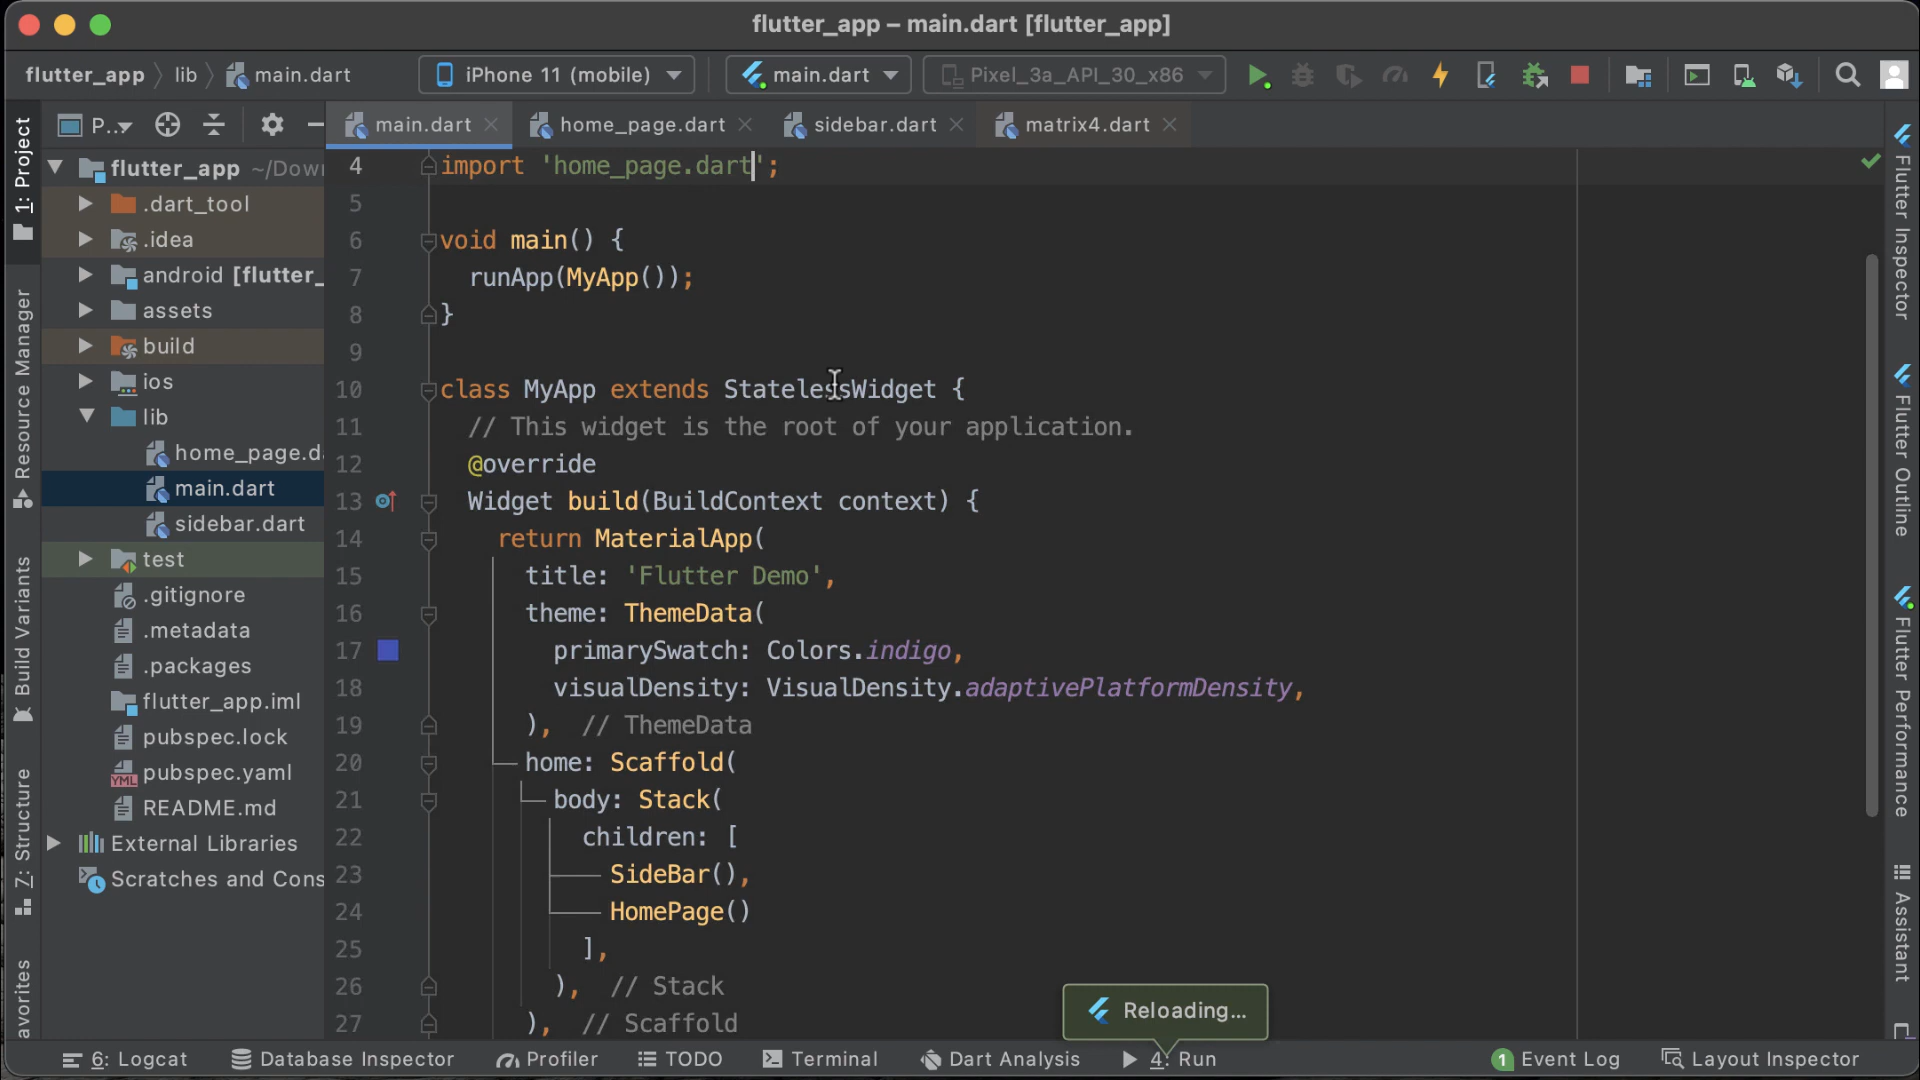 flutter_app – main.dart [flutter_app]
flutter_app lib main.dart iPhone 11 (mobile) main.dart Pixel_3a_API_30_x86
P.. main.dart home_page.dart sidebar.dart matrix4.dart
1: Project
Resource Manager
Build Variants
Z: Structure
avorites
flutter_app ~/Dow
.dart_tool
.idea
android [flutter_
assets
build
ios
lib
home_page.d
main.dart
sidebar.dart
test
.gitignore
.metadata
.packages
flutter_app.iml
pubspec.lock
YML pubspec.yaml
README.md
External Libraries
Scratches and Cons
4 import 'home_page.dart';
5
6 void main() {
7 runApp(MyApp());
8 }
9
10 class MyApp extends StatelessWidget {
11 // This widget is the root of your application.
12 @override
13 Widget build(BuildContext context) {
14 return MaterialApp(
15 title: 'Flutter Demo',
16 theme: ThemeData(
17 primarySwatch: Colors.indigo,
18 visualDensity: VisualDensity.adaptivePlatformDensity,
19 ), // ThemeData
20 home: Scaffold(
21 body: Stack(
22 children: [
23 SideBar(),
24 HomePage()
25 ],
26 ), // Stack
27 ), // Scaffold
Reloading...
Flutter Inspector
Flutter Outline
Flutter Performance
Assistant
6: Logcat Database Inspector Profiler TODO Terminal Dart Analysis 4: Run 1 Event Log Layout Inspector